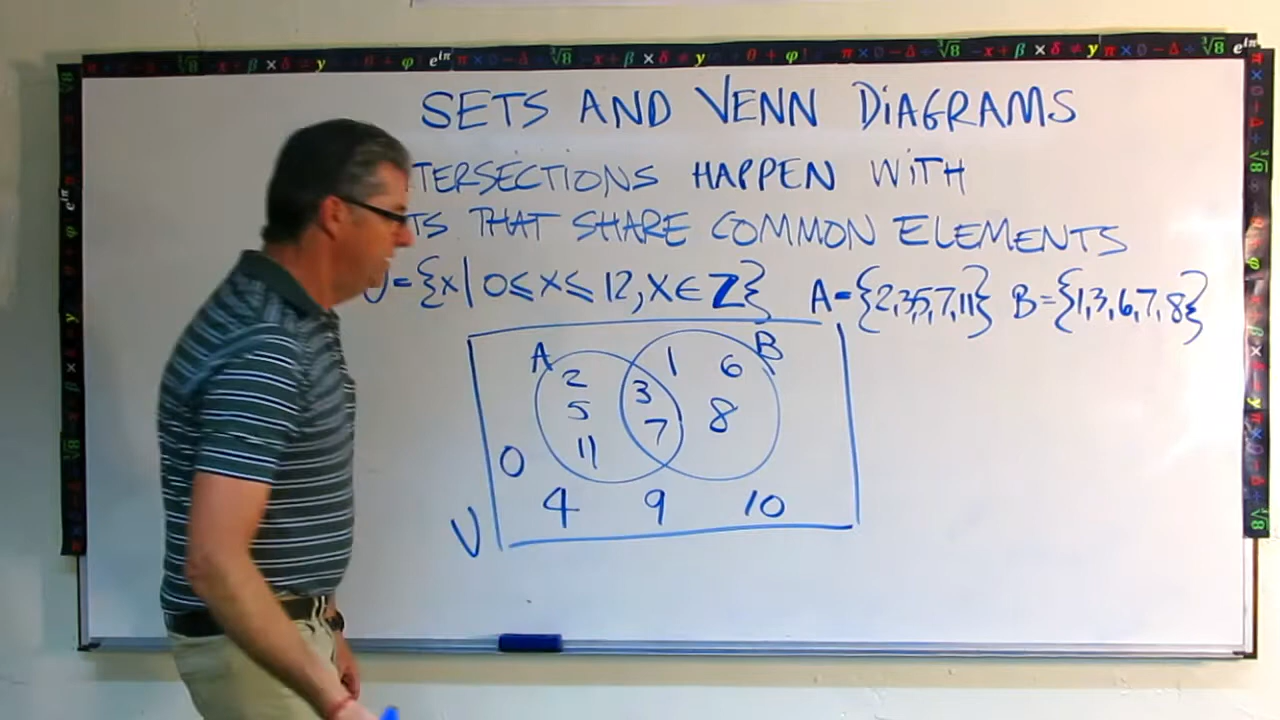 SETS AND VENN DIAGRAMS
TERSECTIONS HAPPEN WITH
TS THAT SHARE COMMON ELEMENTS
U={x|0≤x≤12,x∈Z} A={2,3,5,7,11} B={1,3,6,7,8}
A B
2 3 1 6
5 7 8
11
0
4 9 10
U